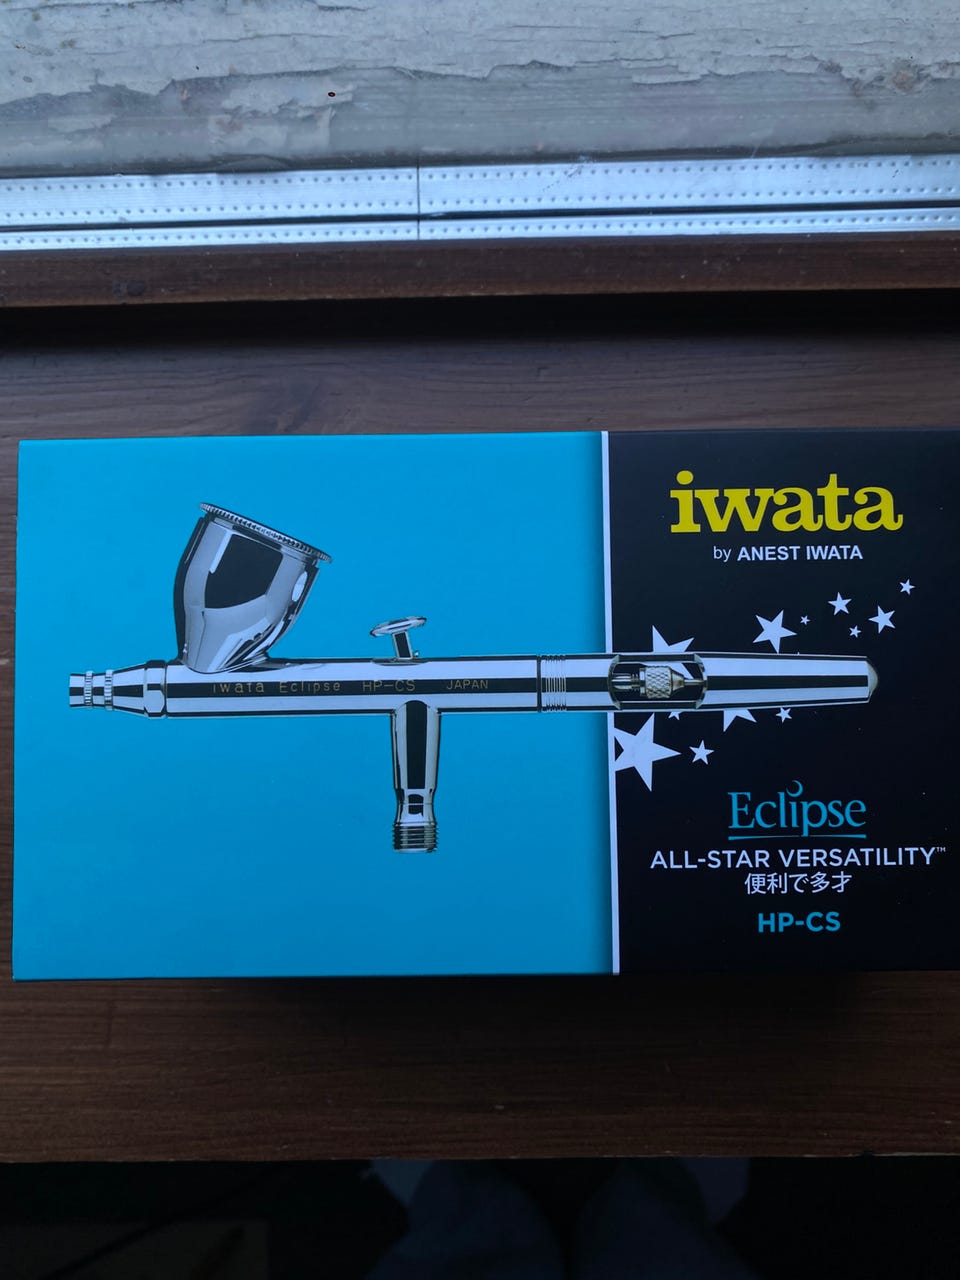 iwata
by ANEST IWATA
iwata Eclipse HP-CS JAPAN
Eclipse
ALL-STAR VERSATILITY™
便利で多才
HP-CS